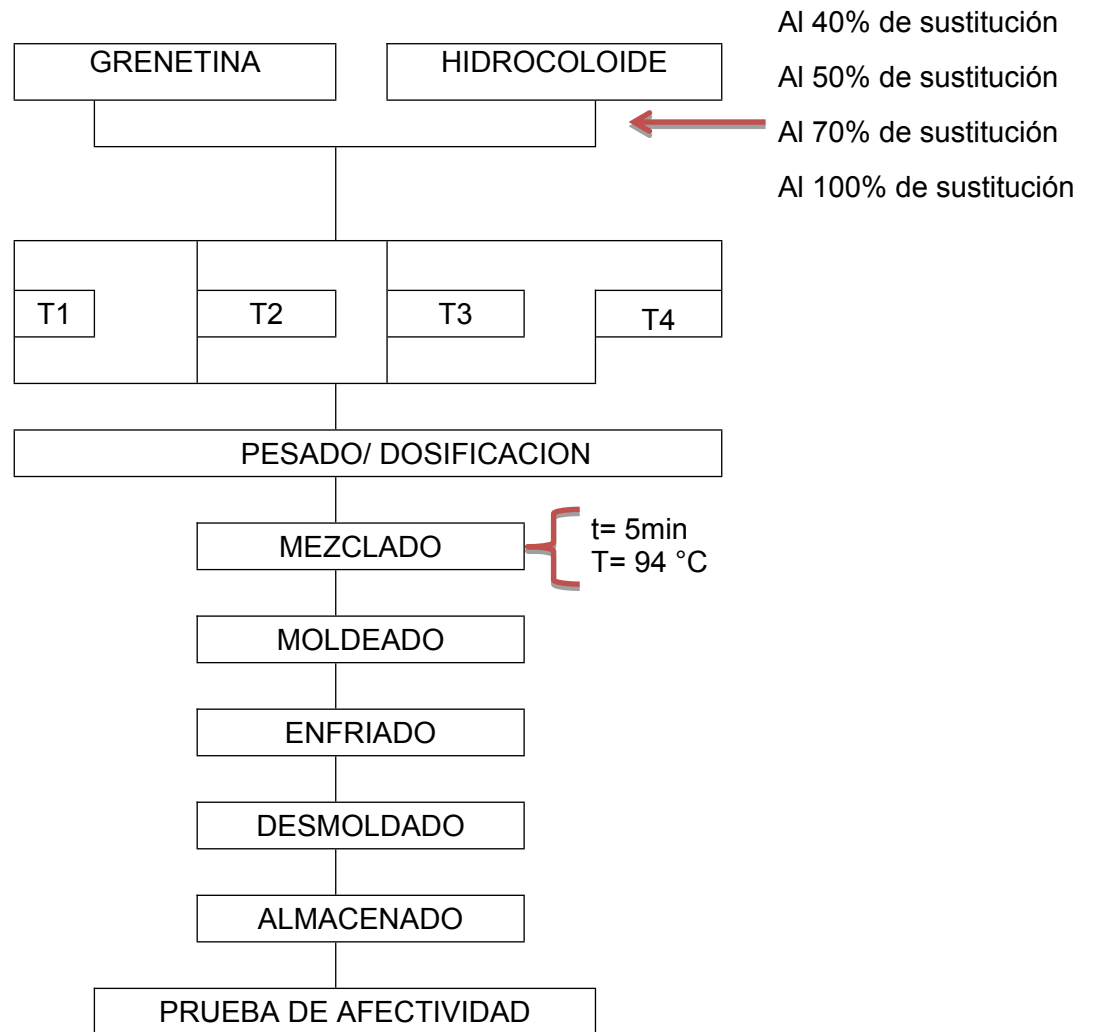 GRENETINA
HIDROCOLOIDE
Al 40% de sustitución
Al 50% de sustitución
Al 70% de sustitución
Al 100% de sustitución
T1
T2
T3
T4
PESADO/ DOSIFICACION
MEZCLADO
t= 5min
T= 94 °C
MOLDEADO
ENFRIADO
DESMOLDADO
ALMACENADO
PRUEBA DE AFECTIVIDAD